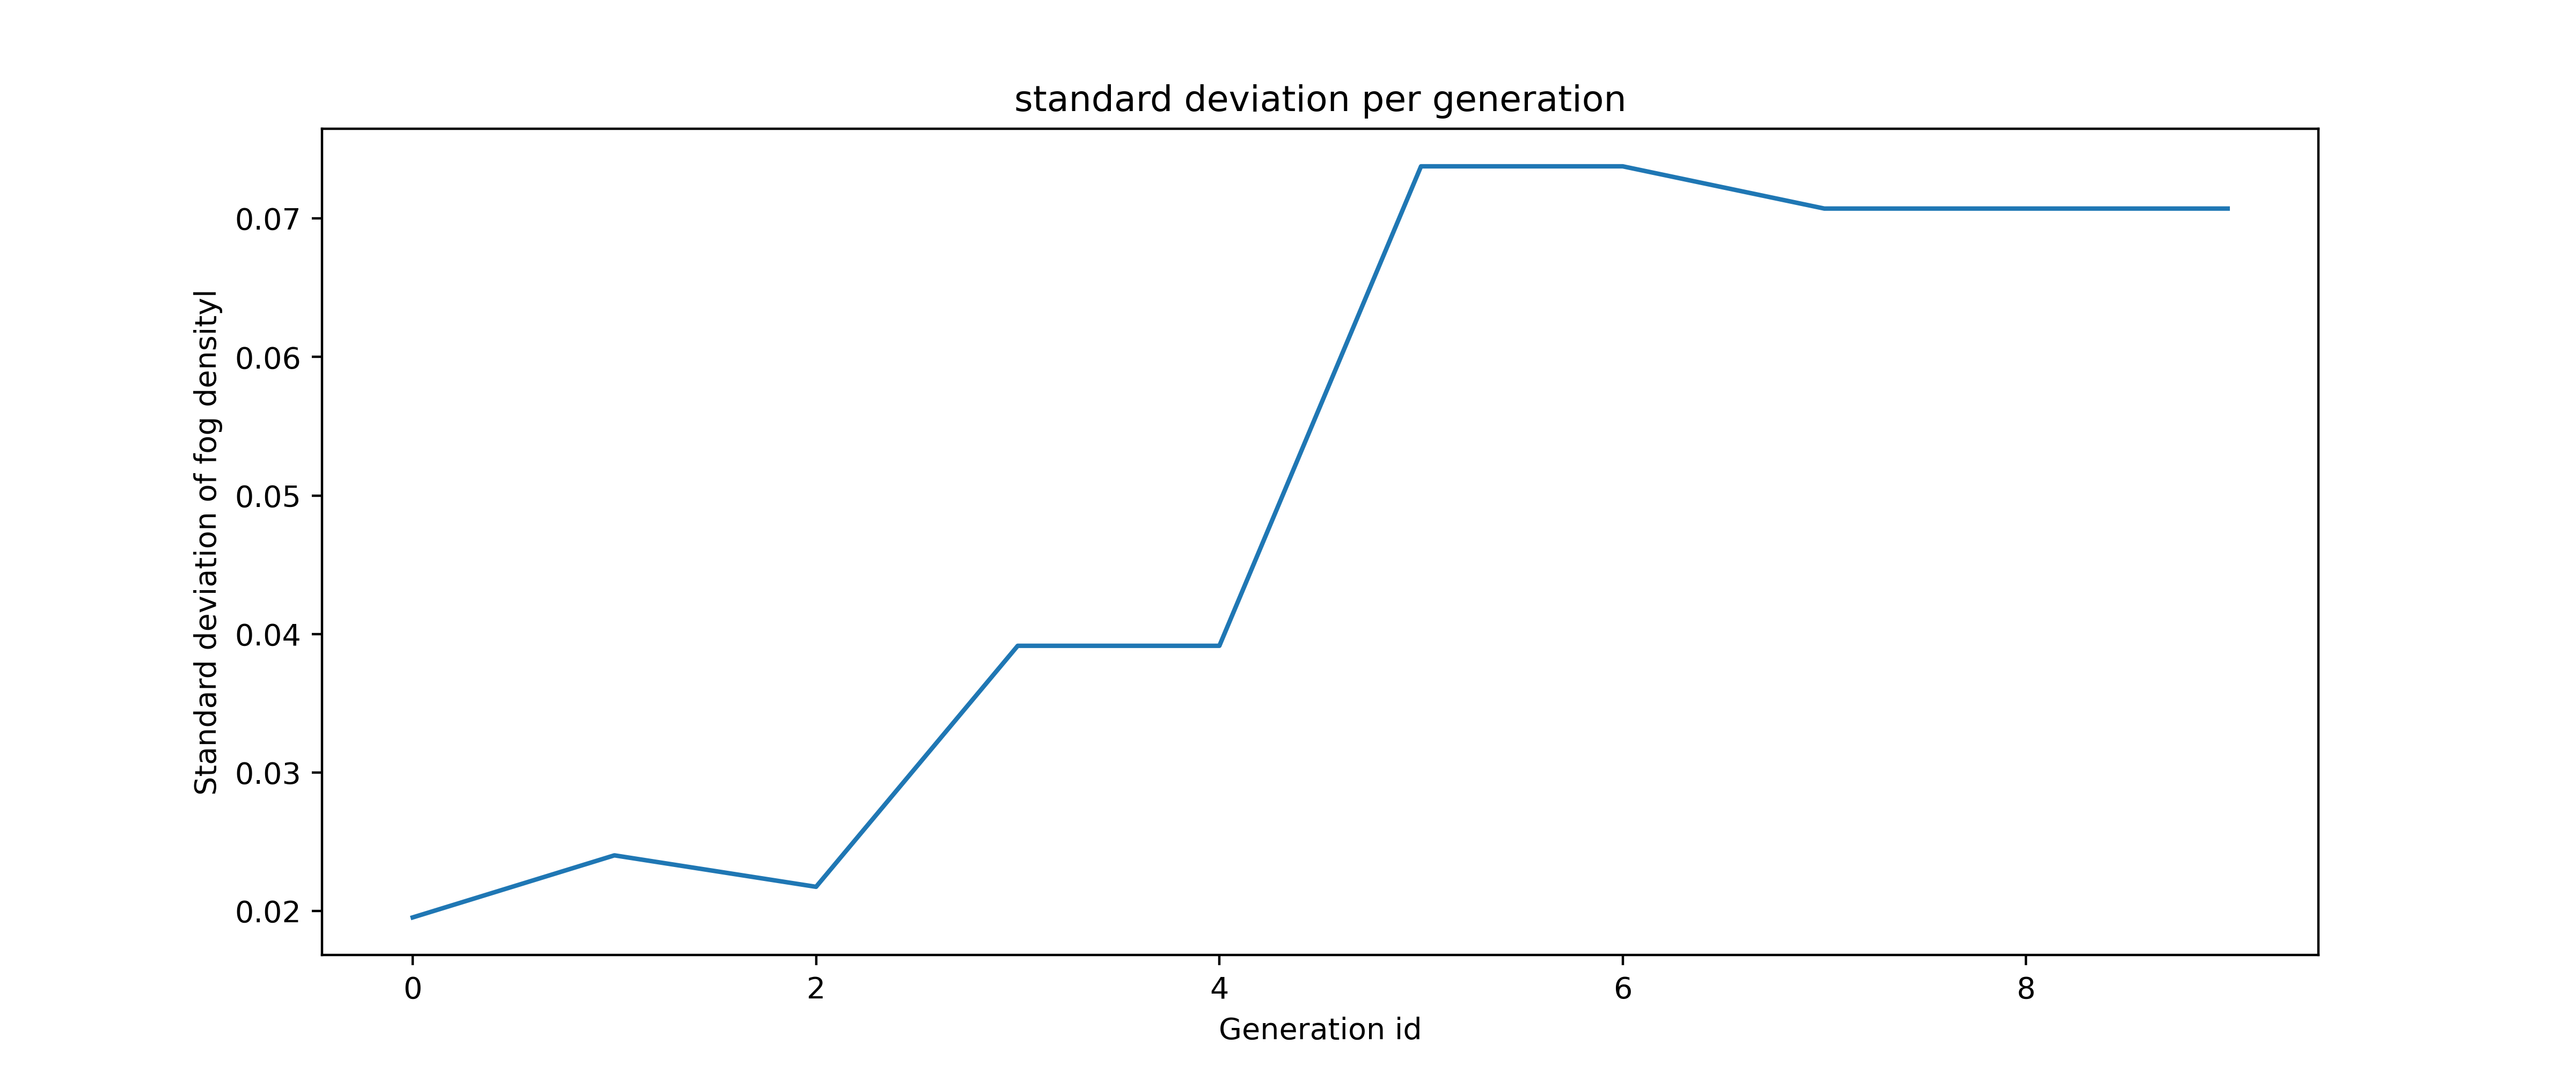 standard deviation per generation
Standard deviation of fog densityl
0.07
0.06
0.05
0.04
0.03
0.02
0 2 4 6 8
Generation id